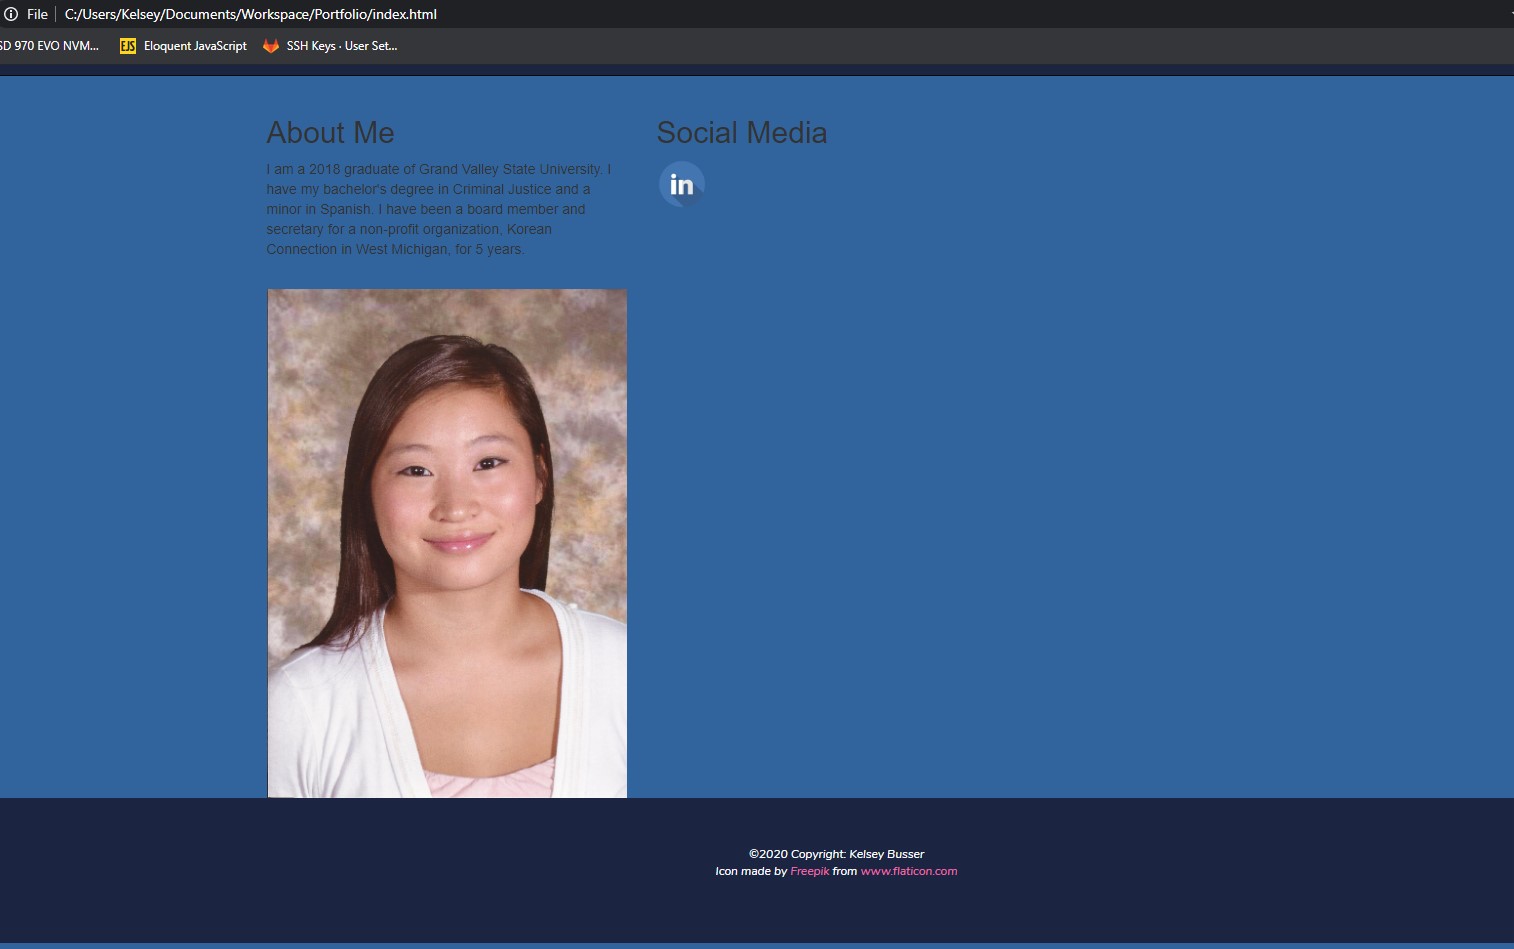 File C:/Users/Kelsey/Documents/Workspace/Portfolio/index.html
SD 970 EVO NVM... EJS Eloquent JavaScript SSH Keys · User Set...
About Me
I am a 2018 graduate of Grand Valley State University. I
have my bachelor's degree in Criminal Justice and a
minor in Spanish. I have been a board member and
secretary for a non-profit organization, Korean
Connection in West Michigan, for 5 years.
Social Media
in
©2020 Copyright: Kelsey Busser
Icon made by Freepik from www.flaticon.com